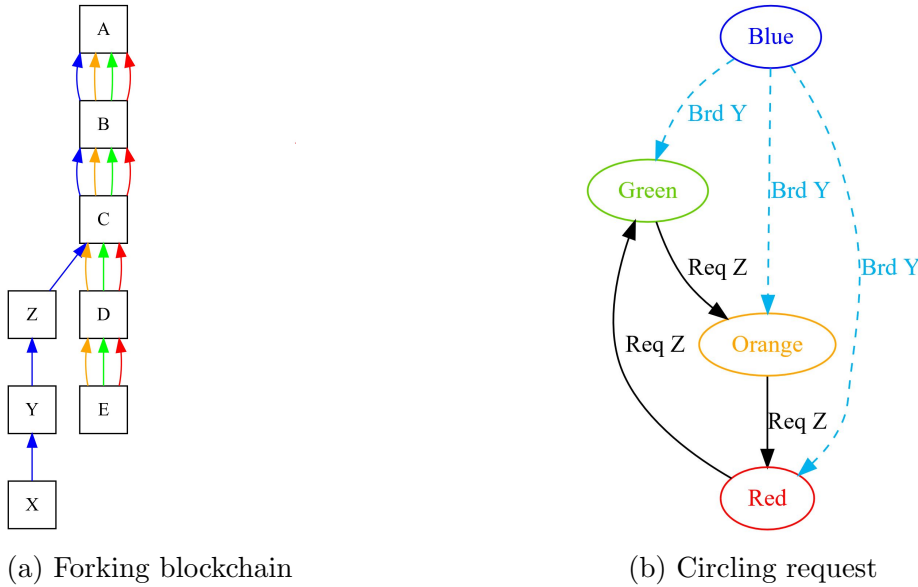 A
B
C
Z
D
Y
E
X
(a) Forking blockchain
Blue
Brd Y
Green
Brd Y
Req Z
Brd Y
Req Z
Orange
Req Z
Red
(b) Circling request